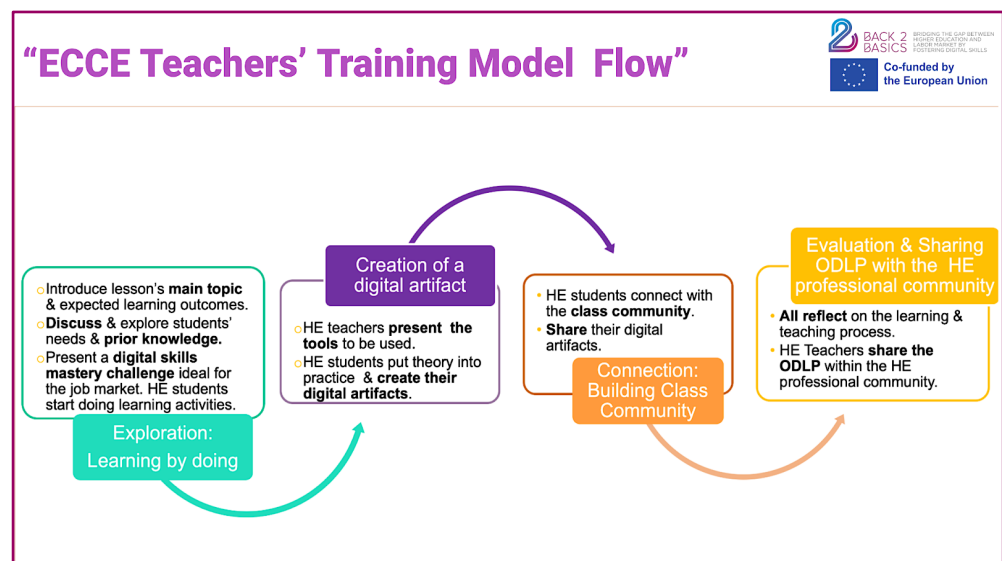 “ECCE Teachers’ Training Model  Flow”
BACK 2
BASICS
BRIDGING THE GAP BETWEEN
HIGHER EDUCATION AND
LABOR MARKET BY
FOSTERING DIGITAL SKILLS
Co-funded by
the European Union
Introduce lesson’s main topic
& expected learning outcomes.
Discuss & explore students’
needs & prior knowledge.
Present a digital skills
mastery challenge ideal for
the job market. HE students
start doing learning activities.
Exploration:
Learning by doing
Creation of a
digital artifact
HE teachers present the
tools to be used.
HE students put theory into
practice & create their
digital artifacts.
HE students connect with
the class community.
Share their digital
artifacts.
Connection:
Building Class
Community
Evaluation & Sharing
ODLP with the HE
professional community
All reflect on the learning &
teaching process.
HE Teachers share the
ODLP within the HE
professional community.